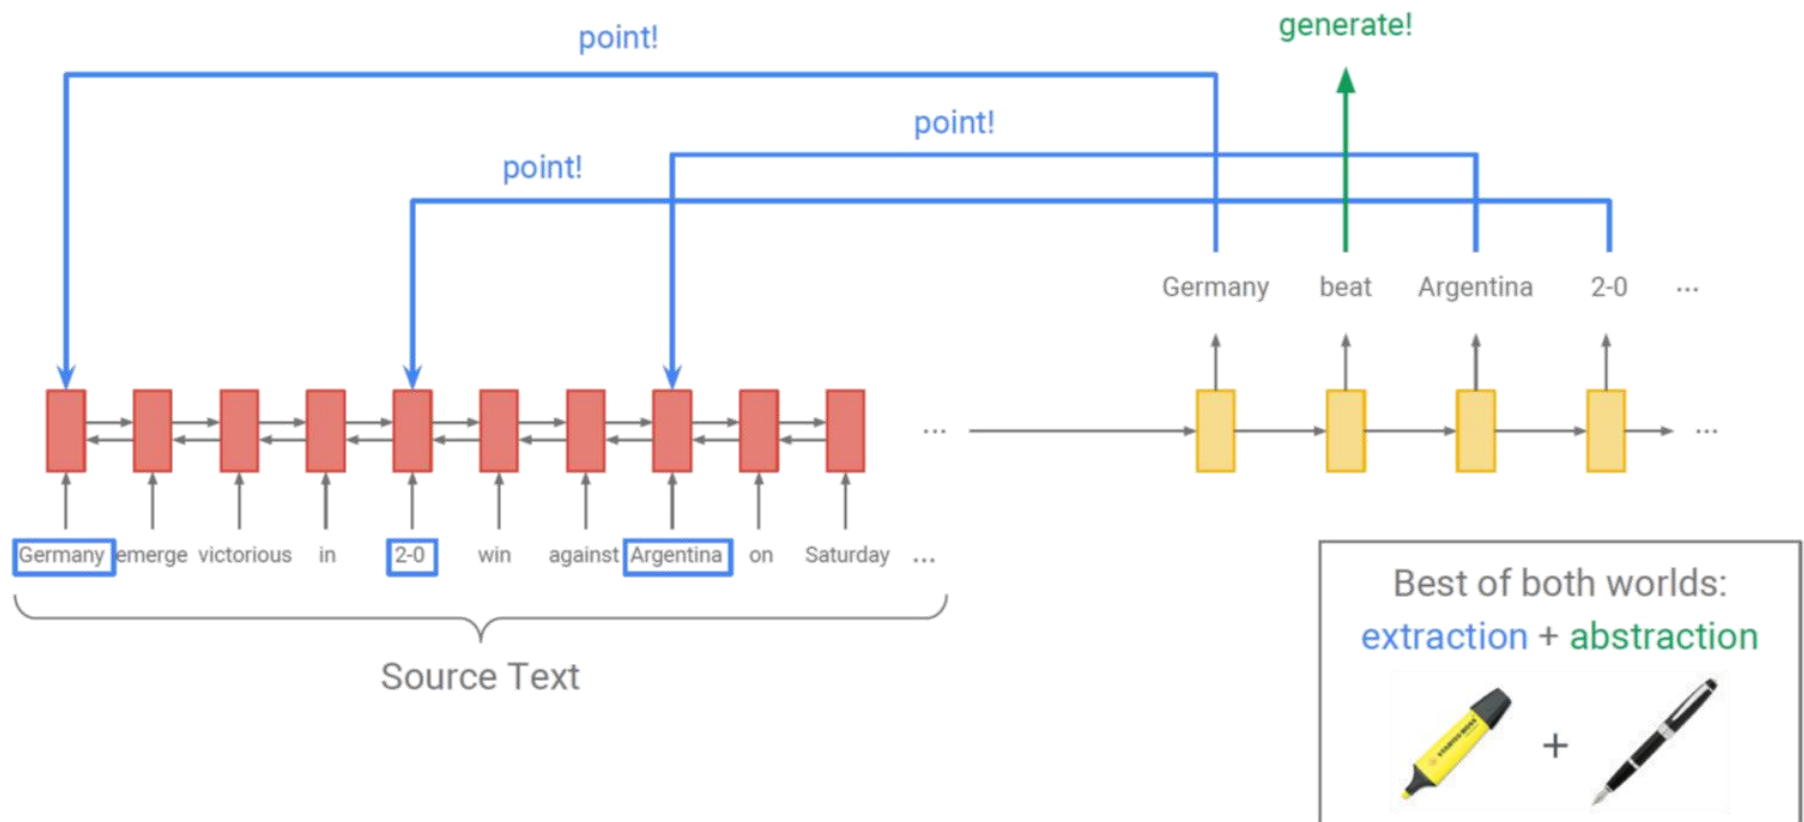 generate!
point!
point!
point!
Germany beat Argentina 2-0 ...
... ...
Germany emerge victorious in 2-0 win against Argentina on Saturday ...
Source Text
Best of both worlds:
extraction + abstraction
+